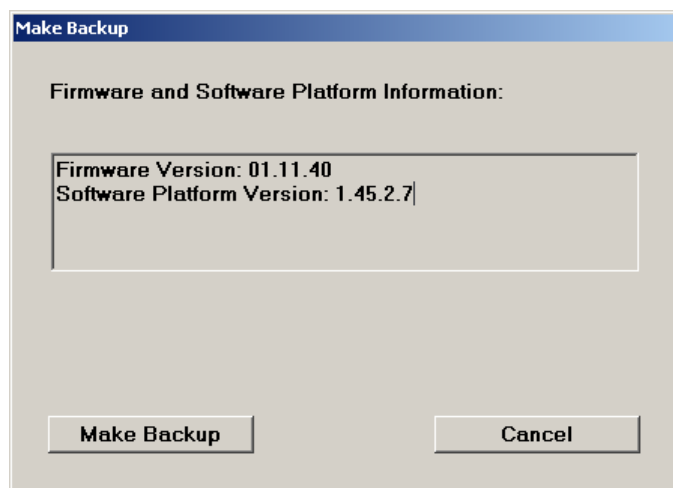 Make Backup
Firmware and Software Platform Information:
Firmware Version: 01.11.40
Software Platform Version: 1.45.2.7
Make Backup
Cancel